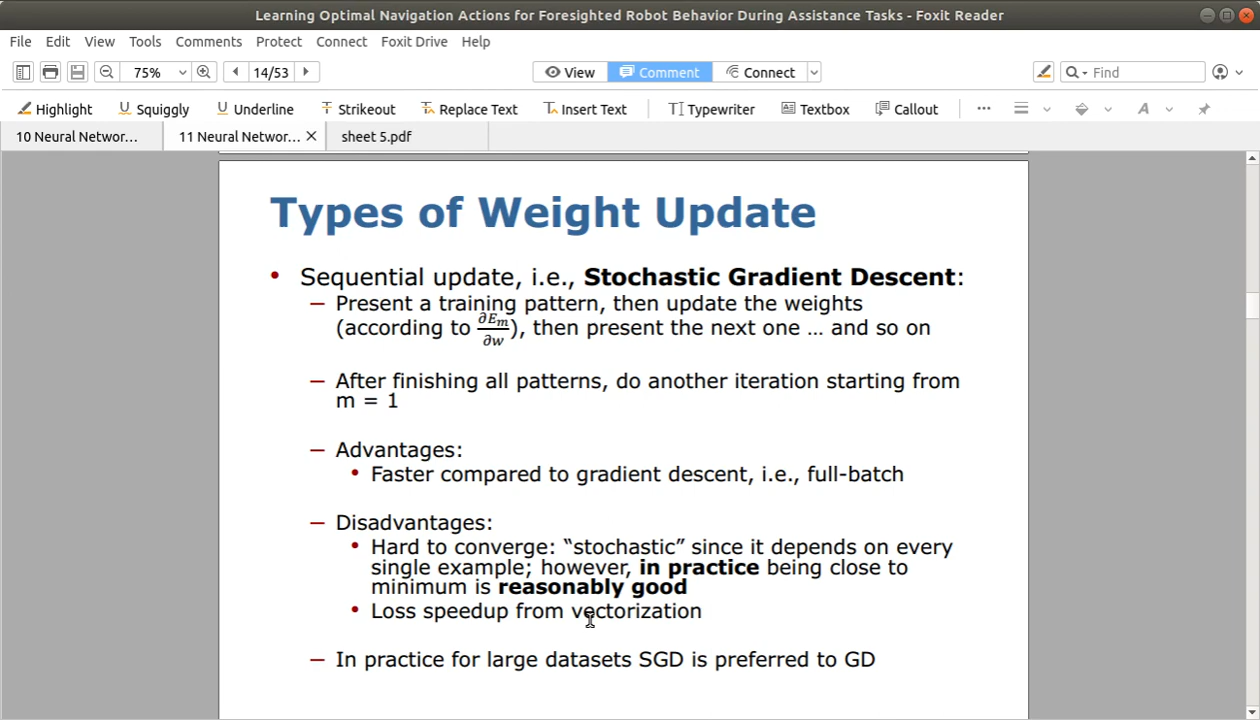 Learning Optimal Navigation Actions for Foresighted Robot Behavior During Assistance Tasks - Foxit Reader
File Edit View Tools Comments Protect Connect Foxit Drive Help
75% 14/53 View Comment Connect Find
Highlight Squiggly Underline Strikeout Replace Text Insert Text Typewriter Textbox Callout ... A
10 Neural Networ... 11 Neural Networ... sheet 5.pdf
Types of Weight Update
• Sequential update, i.e., Stochastic Gradient Descent:
– Present a training pattern, then update the weights
(according to ∂Eₘ/∂w), then present the next one ... and so on
– After finishing all patterns, do another iteration starting from
m = 1
– Advantages:
• Faster compared to gradient descent, i.e., full-batch
– Disadvantages:
• Hard to converge: “stochastic” since it depends on every
single example; however, in practice being close to
minimum is reasonably good
• Loss speedup from vectorization
– In practice for large datasets SGD is preferred to GD